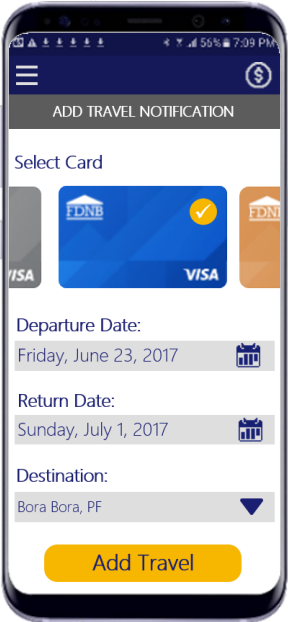 56% 7:09 PM
ADD TRAVEL NOTIFICATION
Select Card
FDNB
FDNB
VISA
VISA
Departure Date:
Friday, June 23, 2017
Return Date:
Sunday, July 1, 2017
Destination:
Bora Bora, PF
Add Travel